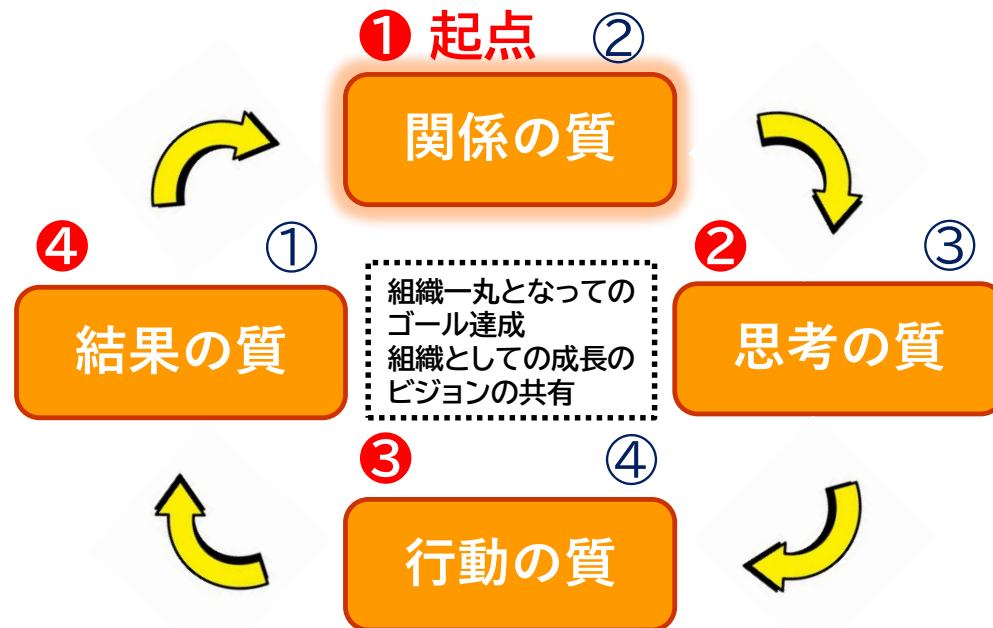 ❶ 起点 ②
関係の質
❹ ①
❷ ③
組織一丸となっての
ゴール達成
組織としての成長の
ビジョンの共有
結果の質
思考の質
❸ ④
行動の質